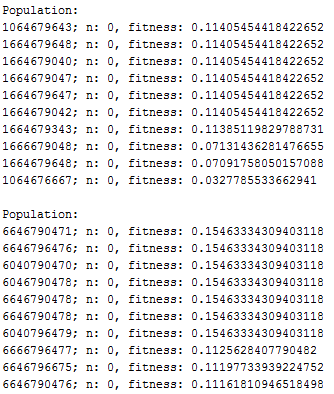 Population:
1064679643; n: 0, fitness: 0.11405454418422652
1664679648; n: 0, fitness: 0.11405454418422652
1664679040; n: 0, fitness: 0.11405454418422652
1664679047; n: 0, fitness: 0.11405454418422652
1664679647; n: 0, fitness: 0.11405454418422652
1664679042; n: 0, fitness: 0.11405454418422652
1664679343; n: 0, fitness: 0.11385119829788731
1666679048; n: 0, fitness: 0.07131436281476655
1664679648; n: 0, fitness: 0.07091758050157088
1064676667; n: 0, fitness: 0.0327785533662941
Population:
6646790471; n: 0, fitness: 0.15463334309403118
6646796476; n: 0, fitness: 0.15463334309403118
6040790470; n: 0, fitness: 0.15463334309403118
6046790478; n: 0, fitness: 0.15463334309403118
6646790478; n: 0, fitness: 0.15463334309403118
6646790478; n: 0, fitness: 0.15463334309403118
6040796479; n: 0, fitness: 0.15463334309403118
6666796477; n: 0, fitness: 0.1125628407790482
6646796675; n: 0, fitness: 0.11197733939224752
6646790476; n: 0, fitness: 0.11161810946518498